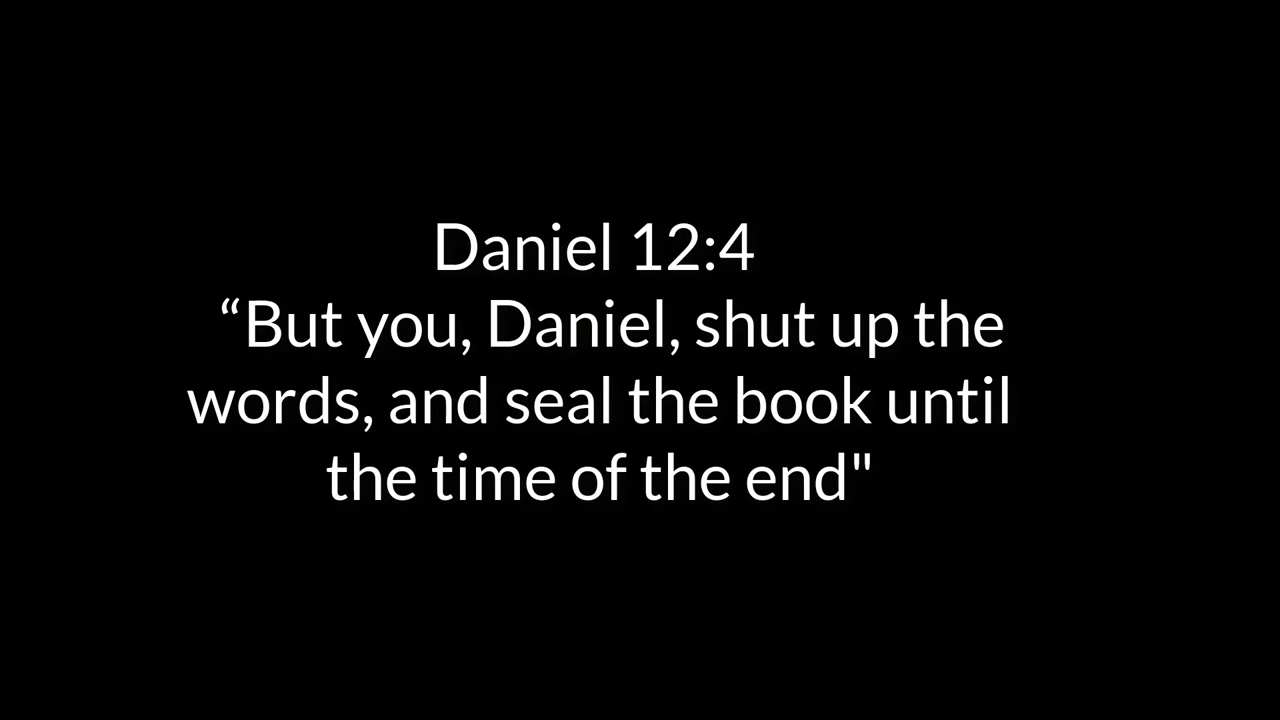 Daniel 12:4
“But you, Daniel, shut up the
words, and seal the book until
the time of the end"